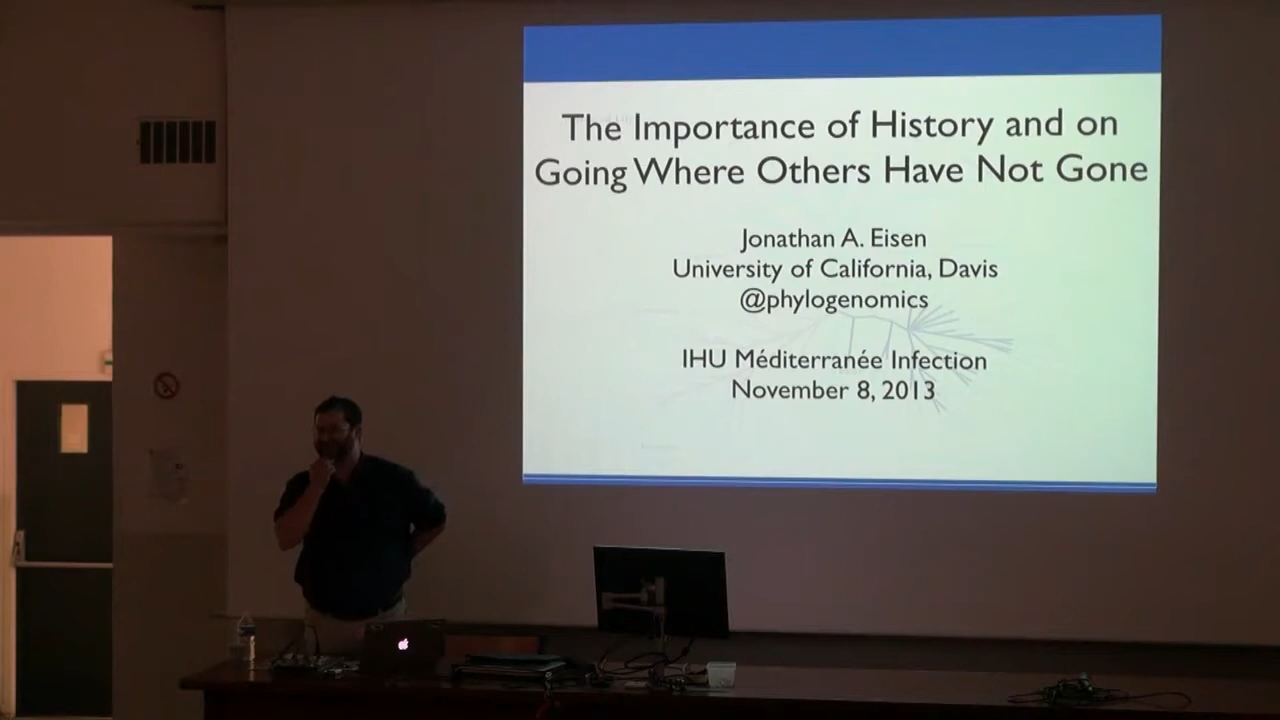 The Importance of History and on
Going Where Others Have Not Gone
Jonathan A. Eisen
University of California, Davis
@phylogenomics
IHU Méditerranée Infection
November 8, 2013